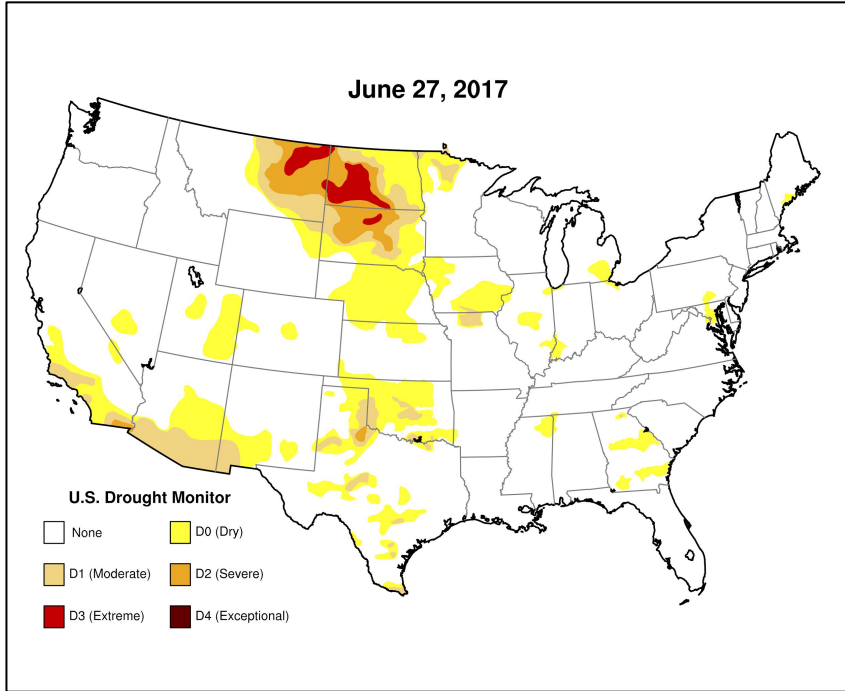 June 27, 2017
U.S. Drought Monitor
None
D0 (Dry)
D1 (Moderate)
D2 (Severe)
D3 (Extreme)
D4 (Exceptional)